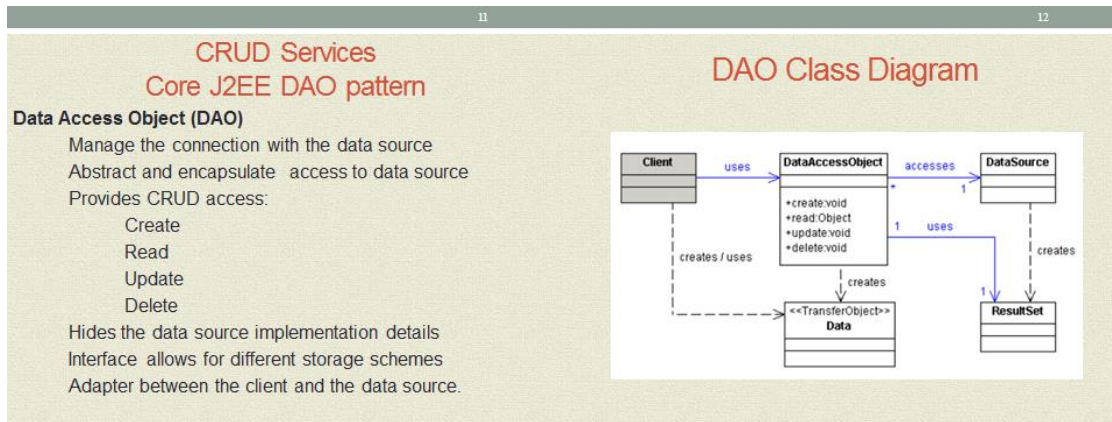 11
CRUD Services
Core J2EE DAO pattern
Data Access Object (DAO)
Manage the connection with the data source
Abstract and encapsulate access to data source
Provides CRUD access:
Create
Read
Update
Delete
Hides the data source implementation details
Interface allows for different storage schemes
Adapter between the client and the data source.
12
DAO Class Diagram
Client
uses
DataAccessObject
accesses
DataSource
*
1
+create:void
+read:Object
+update:void
+delete:void
1 uses
creates / uses
creates
creates
1
<<TransferObject>>
Data
ResultSet